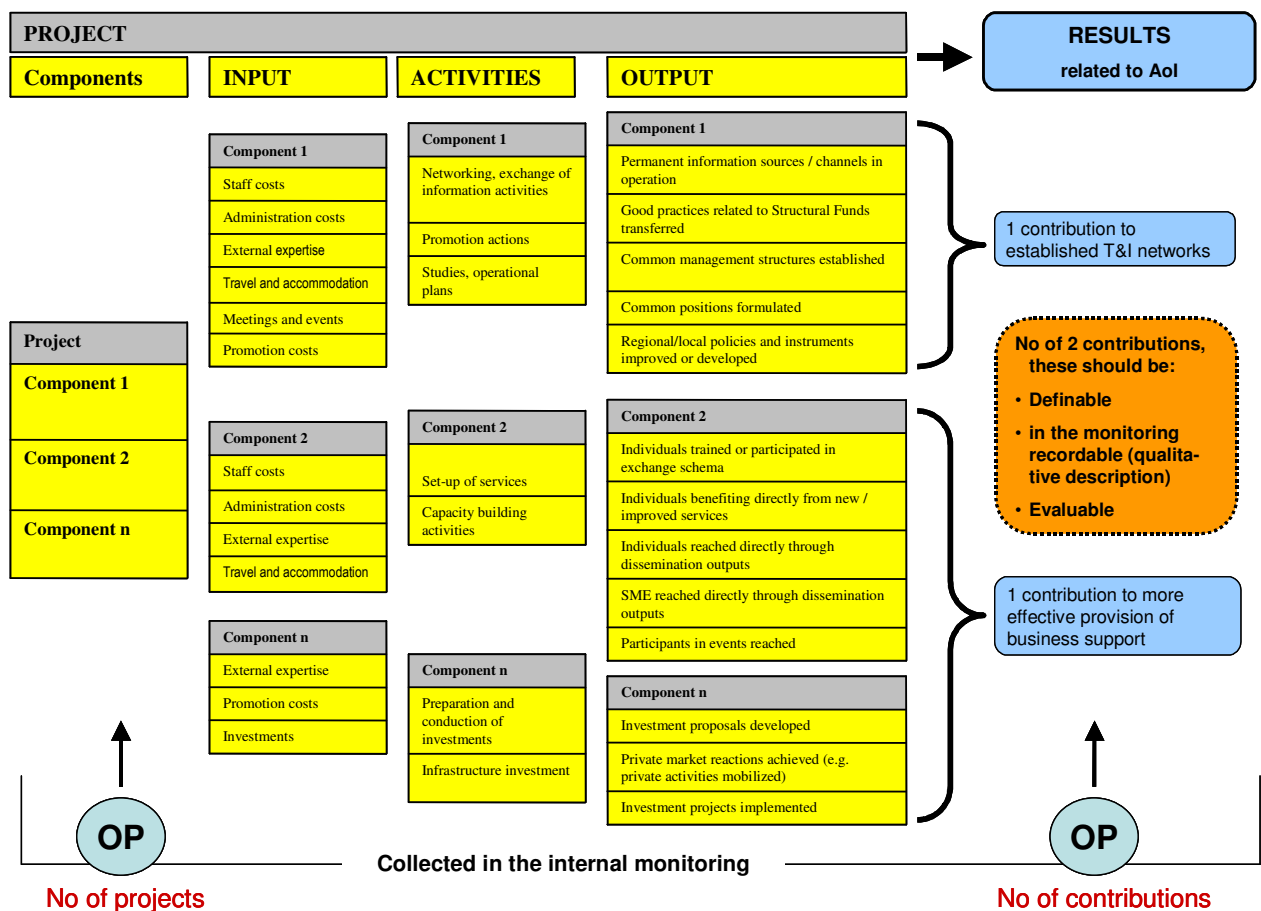 PROJECT
Components
INPUT
ACTIVITIES
OUTPUT
RESULTS
related to AoI
Project
Component 1
Component 2
Component n
Component 1
Staff costs
Administration costs
External expertise
Travel and accommodation
Meetings and events
Promotion costs
Component 2
Staff costs
Administration costs
External expertise
Travel and accommodation
Component n
External expertise
Promotion costs
Investments
Component 1
Networking, exchange of
information activities
Promotion actions
Studies, operational
plans
Component 2
Set-up of services
Capacity building
activities
Component n
Preparation and
conduction of
investments
Infrastructure investment
Component 1
Permanent information sources / channels in
operation
Good practices related to Structural Funds
transferred
Common management structures established
Common positions formulated
Regional/local policies and instruments
improved or developed
Component 2
Individuals trained or participated in
exchange schema
Individuals benefiting directly from new /
improved services
Individuals reached directly through
dissemination outputs
SME reached directly through dissemination
outputs
Participants in events reached
Component n
Investment proposals developed
Private market reactions achieved (e.g.
private activities mobilized)
Investment projects implemented
1 contribution to
established T&I networks
No of 2 contributions,
these should be:
• Definable
• in the monitoring
recordable (qualita-
tive description)
• Evaluable
1 contribution to more
effective provision of
business support
OP
No of projects
Collected in the internal monitoring
OP
No of contributions